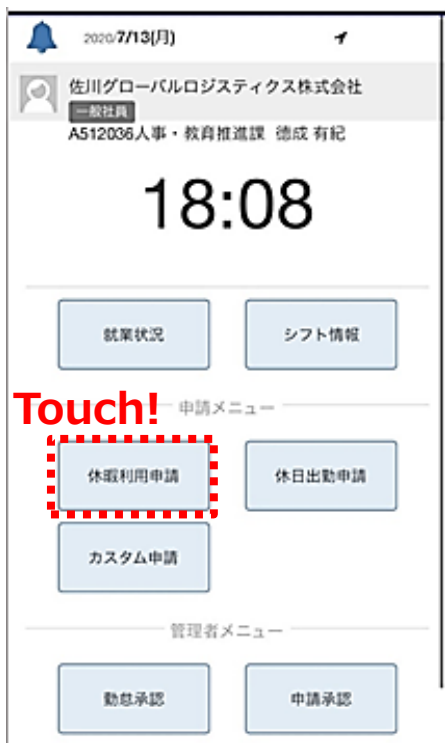 2020/7/13(月)
佐川グローバルロジスティクス株式会社
一般社員
A512036人事・教育推進課 徳成 有紀
18:08
就業状況 シフト情報
Touch!
申請メニュー
休暇利用申請 休日出勤申請
カスタム申請
管理者メニュー
勤怠承認 申請承認